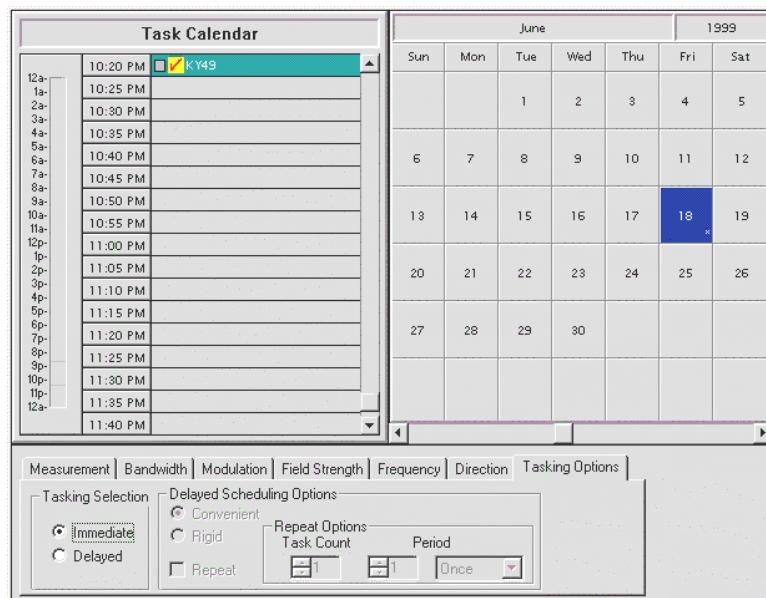 Task Calendar
12a-
1a-
2a-
3a-
4a-
5a-
6a-
7a-
8a-
9a-
10a-
11a-
12p-
1p-
2p-
3p-
4p-
5p-
6p-
7p-
8p-
9p-
10p-
11p-
12a-
10:20 PM KY49
10:25 PM
10:30 PM
10:35 PM
10:40 PM
10:45 PM
10:50 PM
10:55 PM
11:00 PM
11:05 PM
11:10 PM
11:15 PM
11:20 PM
11:25 PM
11:30 PM
11:35 PM
11:40 PM
June 1999
Sun Mon Tue Wed Thu Fri Sat
1 2 3 4 5
6 7 8 9 10 11 12
13 14 15 16 17 18 19
20 21 22 23 24 25 26
27 28 29 30
Measurement Bandwidth Modulation Field Strength Frequency Direction Tasking Options
Tasking Selection
Immediate
Delayed
Delayed Scheduling Options
Convenient
Rigid
Repeat
Repeat Options
Task Count Period
1 1 Once